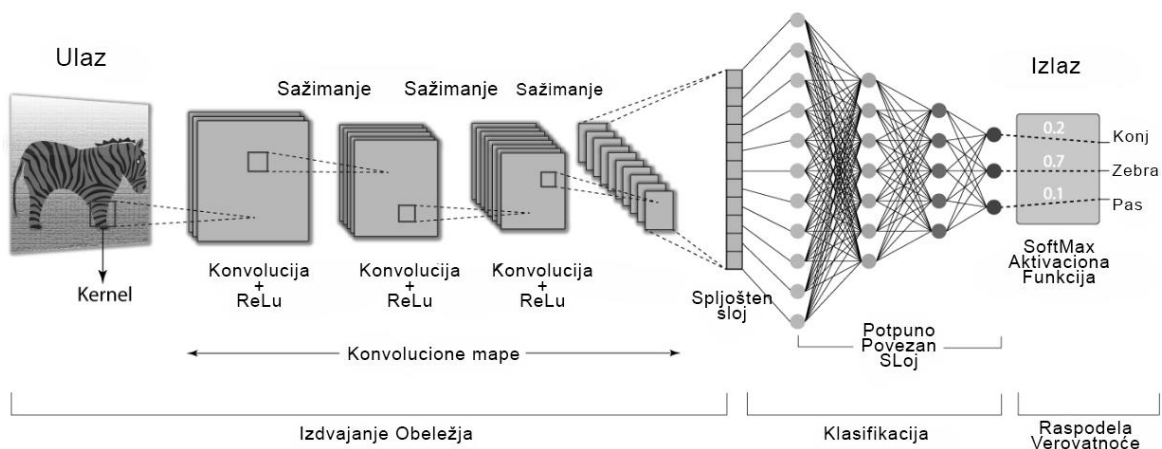 Ulaz
Izlaz
Sažimanje
Sažimanje
Sažimanje
0.2
Konj
0.7
Zebra
0.1
Pas
Kernel
Konvolucija
+
ReLu
Konvolucija
+
ReLu
Konvolucija
+
ReLu
Spljošten
šloj
SoftMax
Aktivaciona
Funkcija
Konvolucione mape
Potpuno
Povezan
SLoj
Izdvajanje Obeležja
Klasifikacija
Raspodela
Verovatnoće